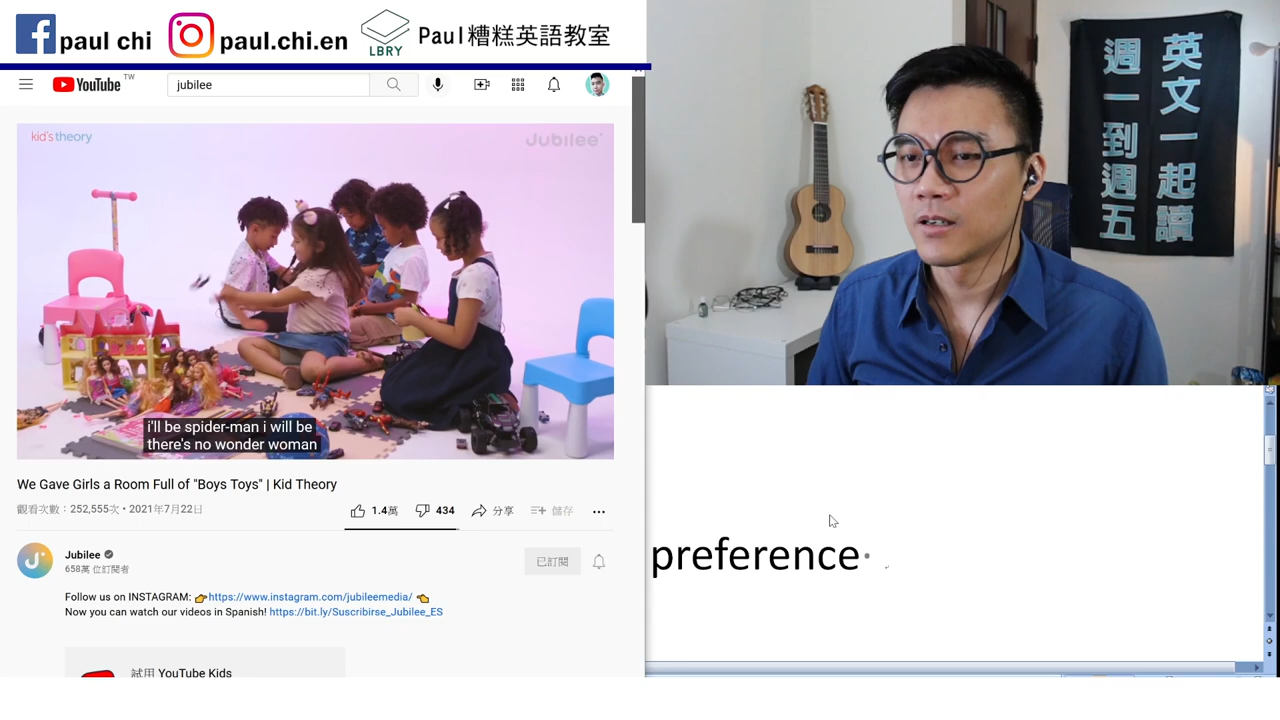 paul chi
paul.chi.en
LBRY
Paul糟糕英語教室
YouTube TW
jubilee
kid'stheory
Jubilee
i'll be spider-man i will be
there's no wonder woman
We Gave Girls a Room Full of "Boys Toys" | Kid Theory
觀看次數：252,555次 • 2021年7月22日
1.4萬
434
分享
儲存
Jubilee
658萬 位訂閱者
已訂閱
Follow us on INSTAGRAM: 👉https://www.instagram.com/jubileemedia/ 👈
Now you can watch our videos in Spanish! https://bit.ly/Suscribirse_Jubilee_ES
試用 YouTube Kids
英文一起讀
週一到週五
preference